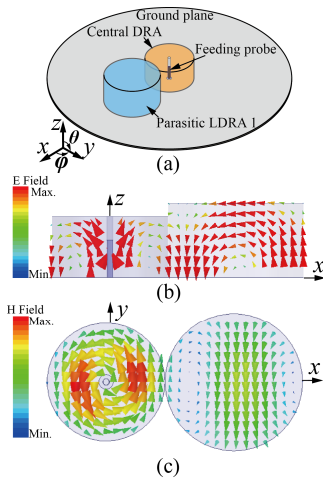 Ground plane
Central DRA
Feeding probe
Parasitic LDRA 1
z
θ
x
φ
y
(a)
E Field
Max.
Min.
z
x
(b)
H Field
Max.
Min.
y
x
(c)